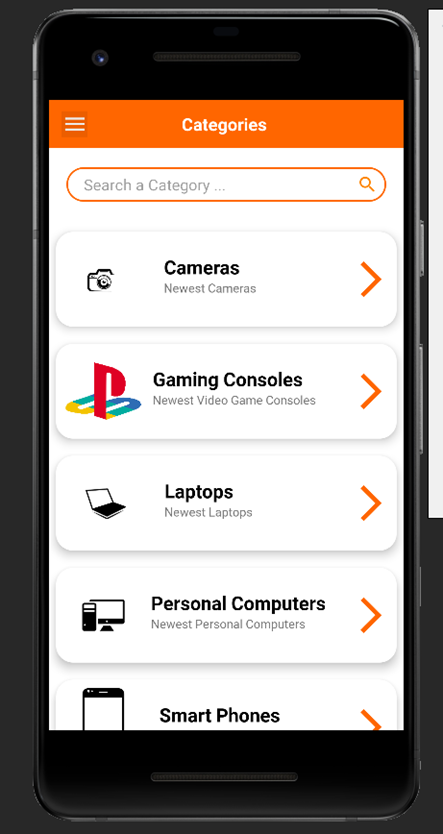 Categories
Search a Category ...
Cameras
Newest Cameras
Gaming Consoles
Newest Video Game Consoles
Laptops
Newest Laptops
Personal Computers
Newest Personal Computers
Smart Phones